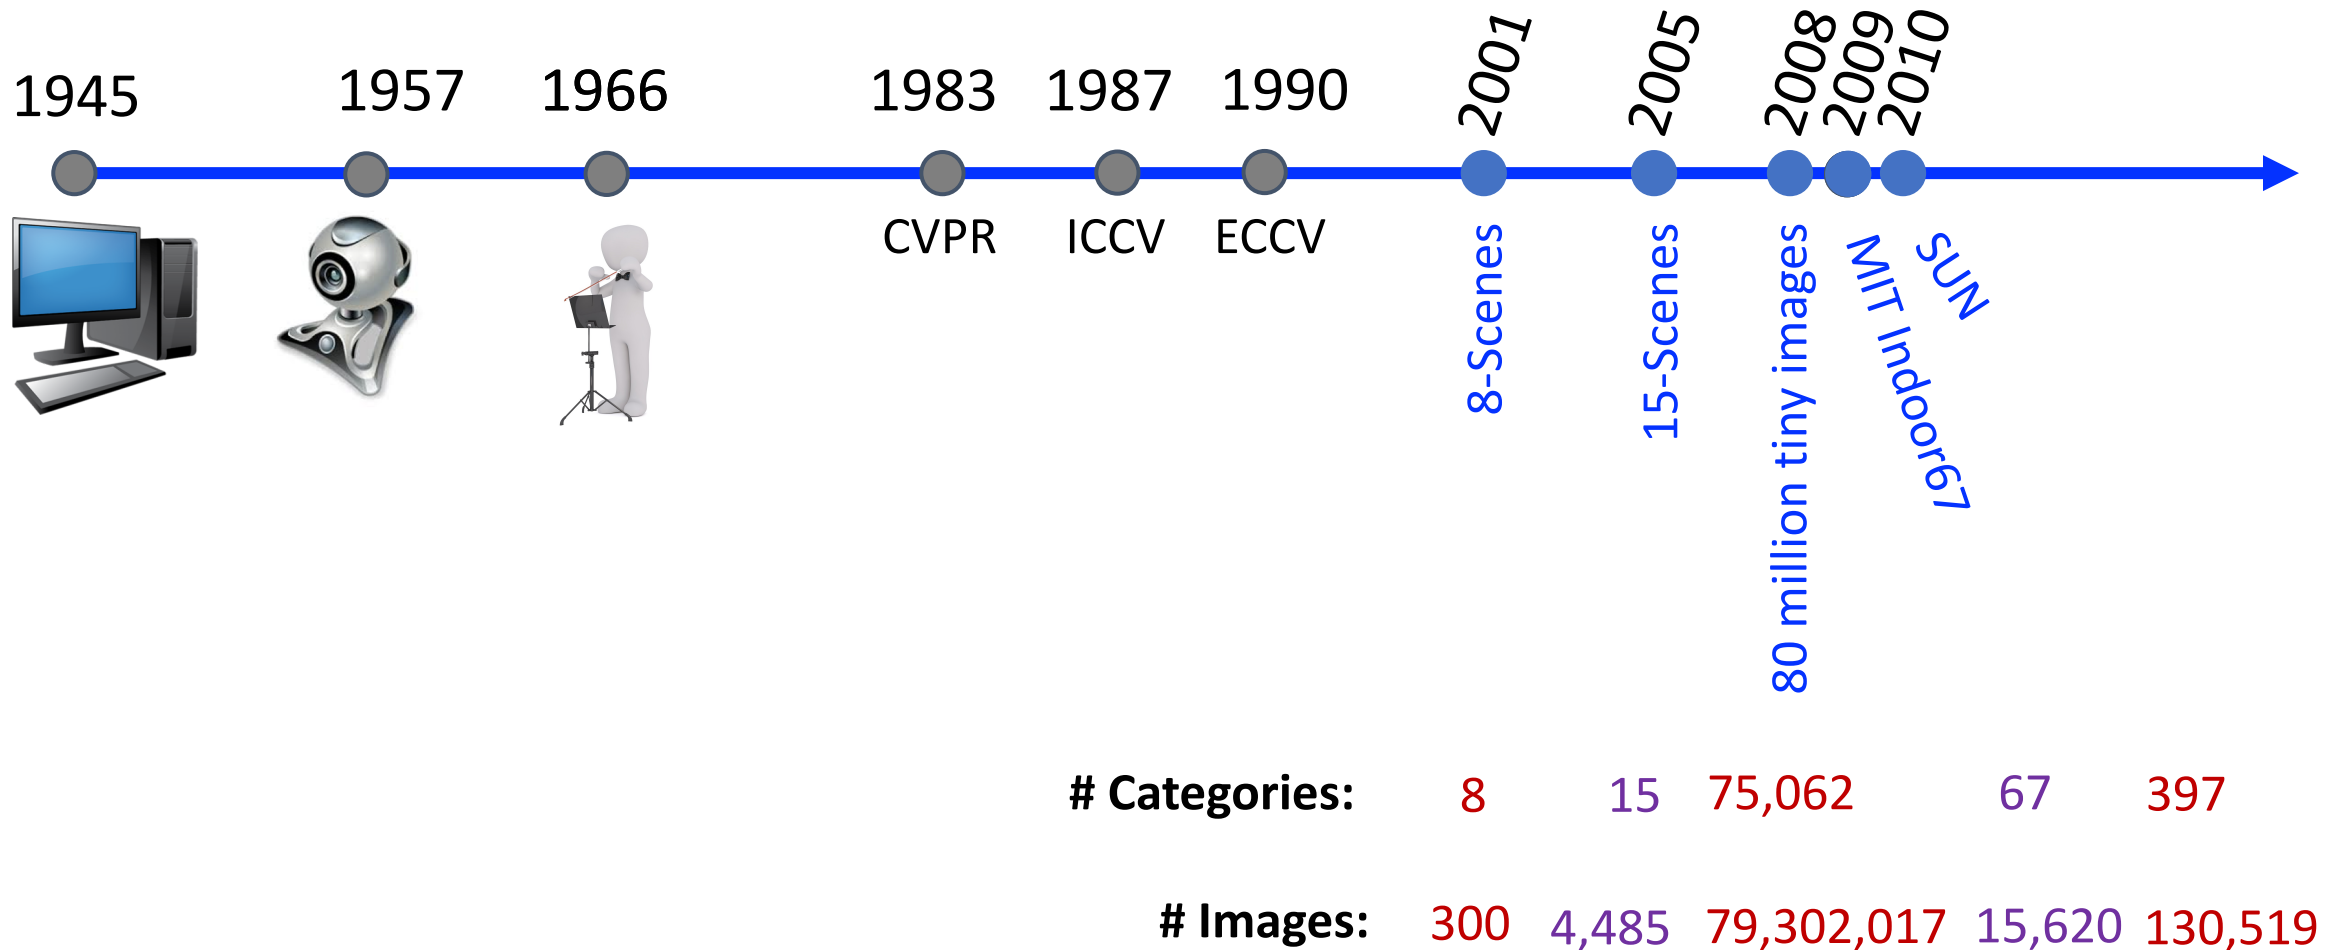 1945
1957
1966
1983
1987
1990
2001
2005
2008
2009
2010
CVPR
ICCV
ECCV
8-Scenes
15-Scenes
80 million tiny images
MIT Indoor67
SUN
# Categories: 8 15 75,062 67 397
# Images: 300 4,485 79,302,017 15,620 130,519